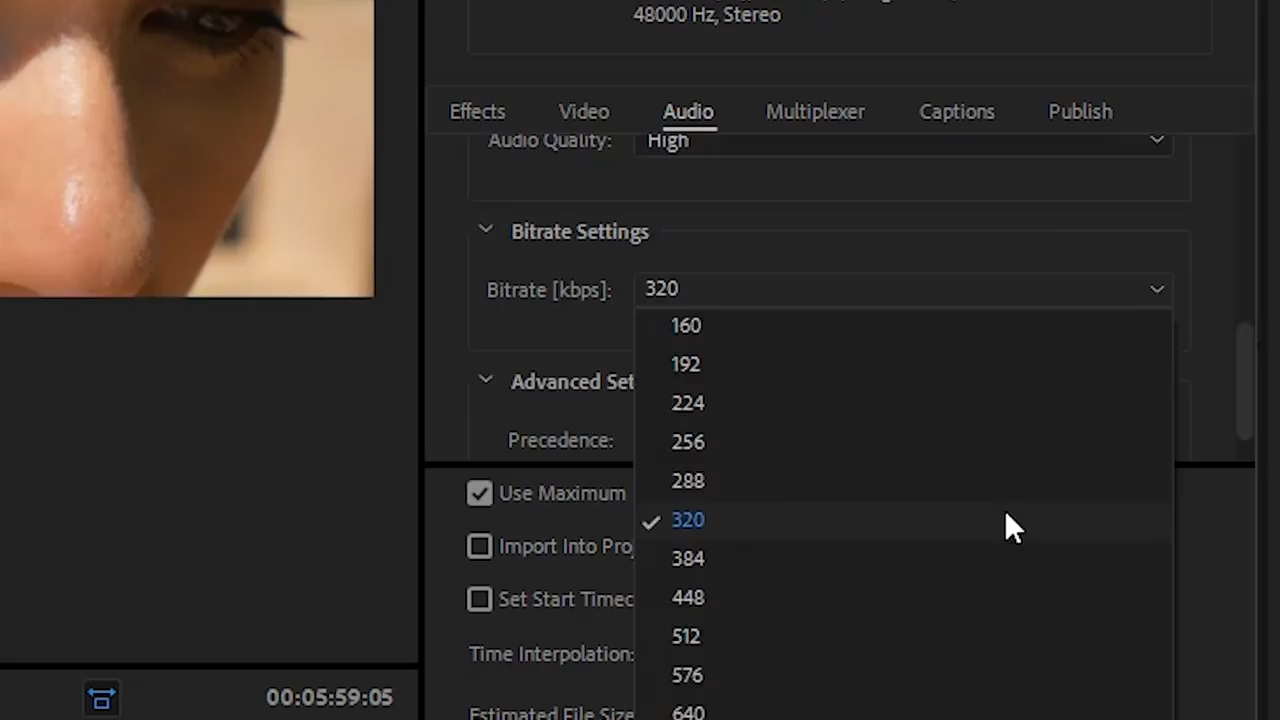 48000 Hz, Stereo
Effects Video Audio Multiplexer Captions Publish
Audio Quality: High
Bitrate Settings
Bitrate [kbps]: 320
160
192
224
256
288
320
384
448
512
576
640
Advanced Set
Precedence:
Use Maximum
Import Into Proj
Set Start Timec
Time Interpolation:
Estimated File Size
00:05:59:05